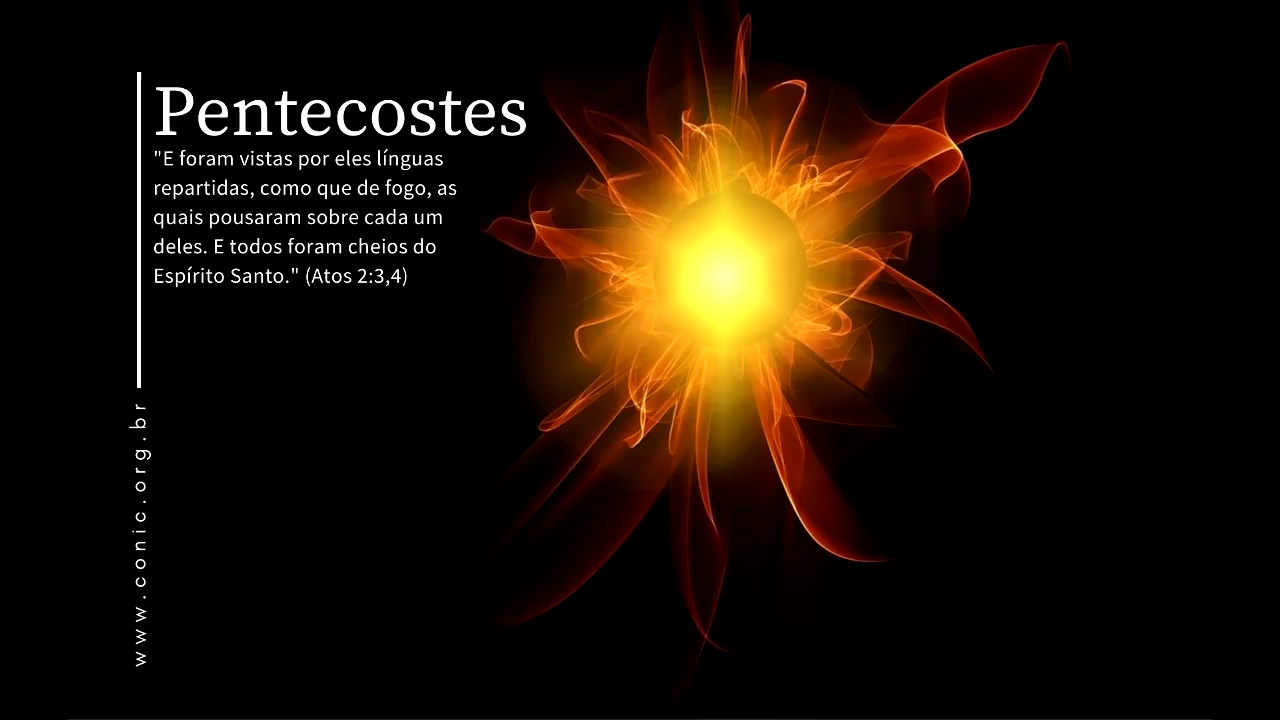 Pentecostes
"E foram vistas por eles línguas
repartidas, como que de fogo, as
quais pousaram sobre cada um
deles. E todos foram cheios do
Espírito Santo." (Atos 2:3,4)
www.conic.org.br